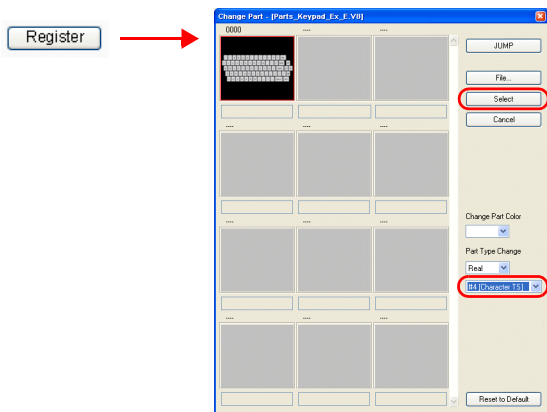 Register
Change Part - [Parts_Keypad_Ex_E.V8]
0000 ---- ----
JUMP
File...
Select
Cancel
---- ---- ----
Change Part Color
---- ---- ----
Part Type Change
Real
#4 [Character TS]
---- ---- ----
Reset to Default